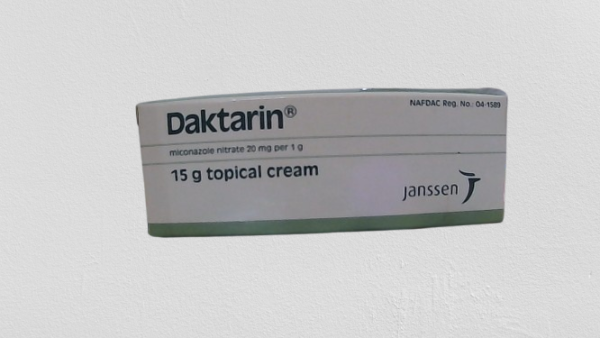 NAFDAC Reg. No.: 04-1589
Daktarin®
miconazole nitrate 20 mg per 1 g
15 g topical cream
janssen